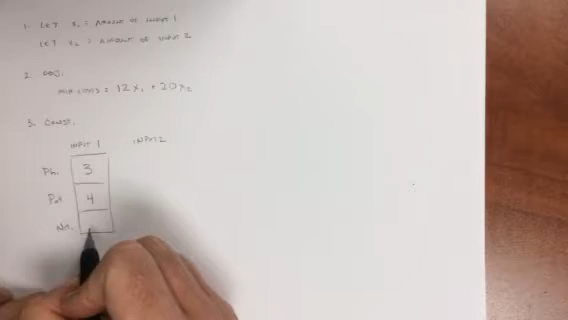 1. LET X₁ = AMOUNT OF INPUT 1
LET X₂ = AMOUNT OF INPUT 2
2. OBJ.
MIN COSTS = 12X₁ + 20X₂
3. CONST.
INPUT 1 INPUT 2
Ph. 3
Pot 4
Nit.